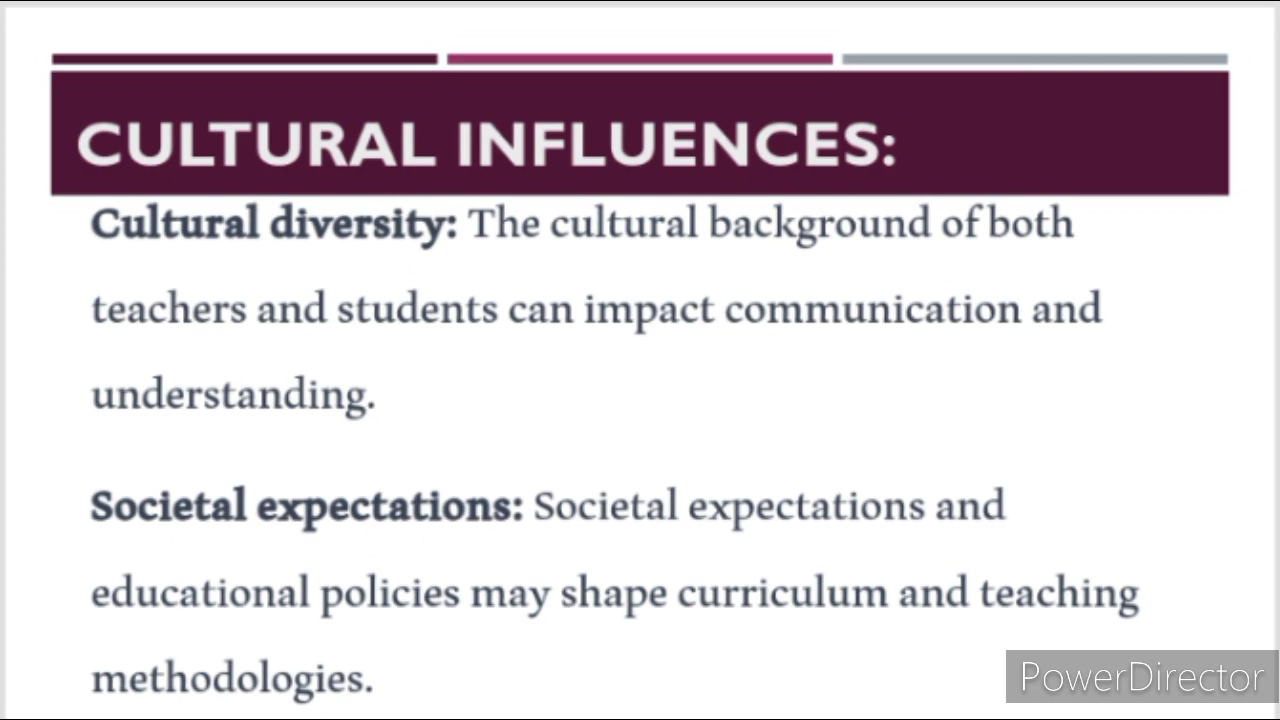 CULTURAL INFLUENCES:
Cultural diversity: The cultural background of both
teachers and students can impact communication and
understanding.
Societal expectations: Societal expectations and
educational policies may shape curriculum and teaching
methodologies.
PowerDirector